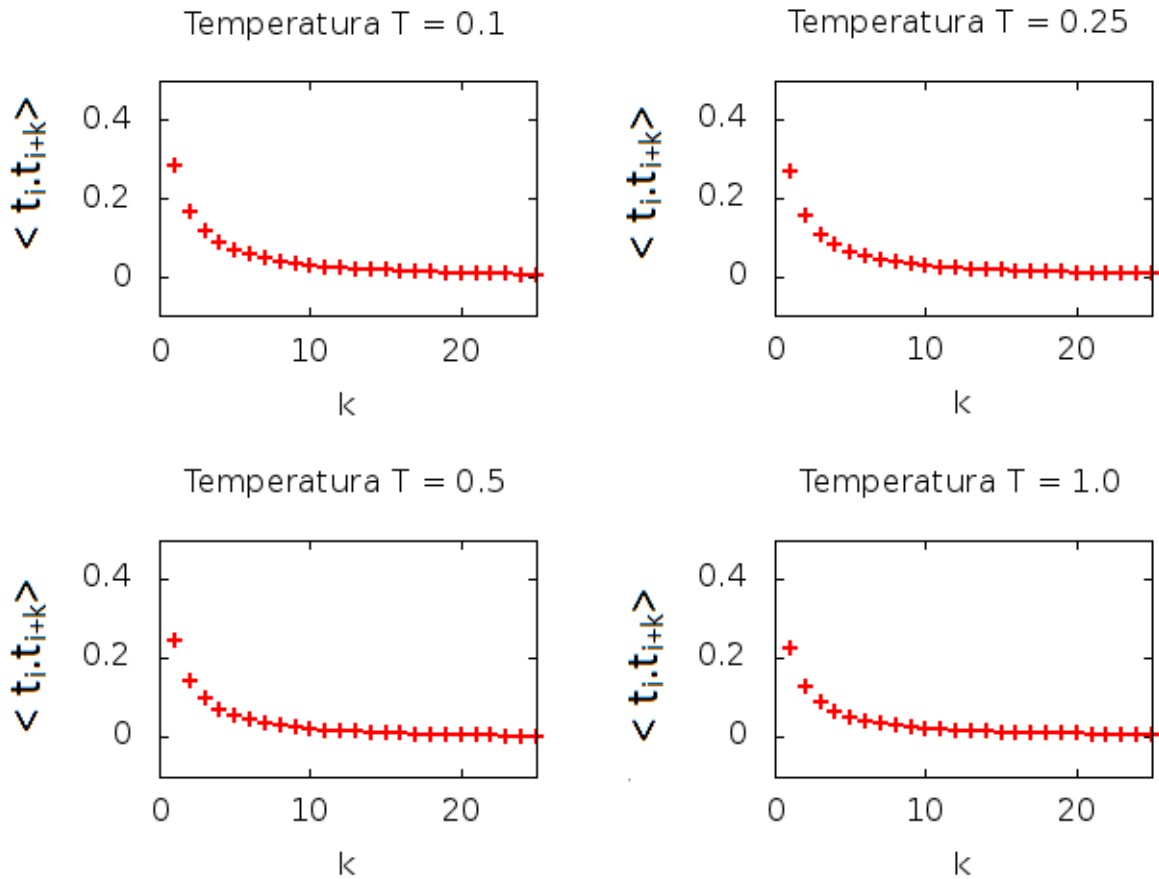 Temperatura T = 0.1
< t_i.t_{i+k}>
0.4
0.2
0
0 10 20
k
Temperatura T = 0.25
< t_i.t_{i+k}>
0.4
0.2
0
0 10 20
k
Temperatura T = 0.5
< t_i.t_{i+k}>
0.4
0.2
0
0 10 20
k
Temperatura T = 1.0
< t_i.t_{i+k}>
0.4
0.2
0
0 10 20
k